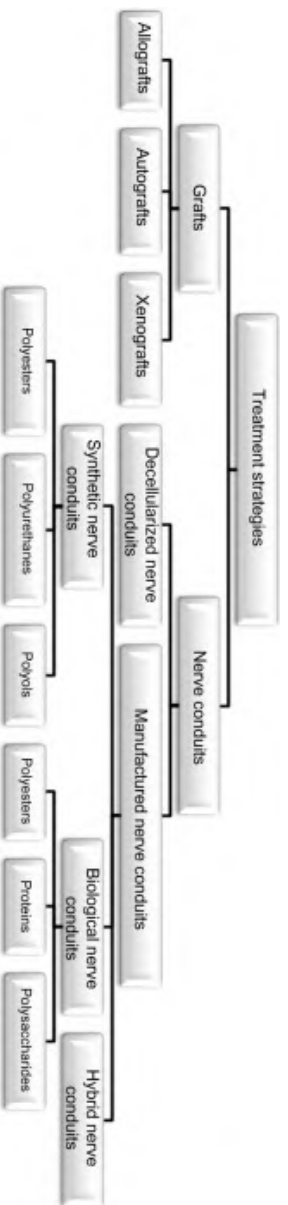 Treatment strategies
Grafts
Nerve conduits
Allografts
Autografts
Xenografts
Decellularized nerve
conduits
Manufactured nerve conduits
Synthetic nerve
conduits
Biological nerve
conduits
Hybrid nerve
conduits
Polyesters
Polyurethanes
Polyols
Polyesters
Proteins
Polysaccharides